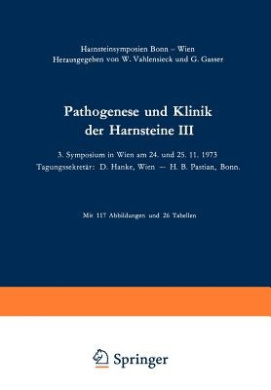 Harnsteinsymposien Bonn – Wien
Herausgegeben von W. Vahlensieck und G. Gasser
Pathogenese und Klinik
der Harnsteine III
3. Symposium in Wien am 24. und 25. 11. 1973
Tagungssekretär: D. Hanke, Wien — H. B. Pastian, Bonn.
Mit 117 Abbildungen und 26 Tabellen
Springer